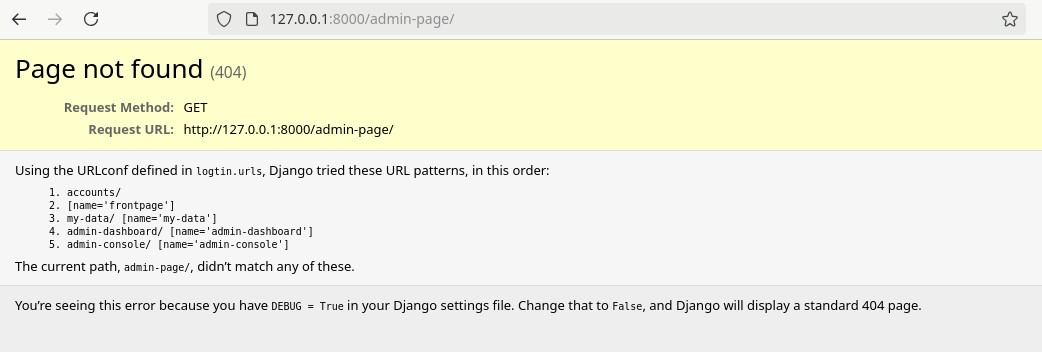 127.0.0.1:8000/admin-page/
Page not found (404)
Request Method: GET
Request URL: http://127.0.0.1:8000/admin-page/
Using the URLconf defined in logtin.urls, Django tried these URL patterns, in this order:
1. accounts/
2. [name='frontpage']
3. my-data/ [name='my-data']
4. admin-dashboard/ [name='admin-dashboard']
5. admin-console/ [name='admin-console']
The current path, admin-page/, didn’t match any of these.
You’re seeing this error because you have DEBUG = True in your Django settings file. Change that to False, and Django will display a standard 404 page.